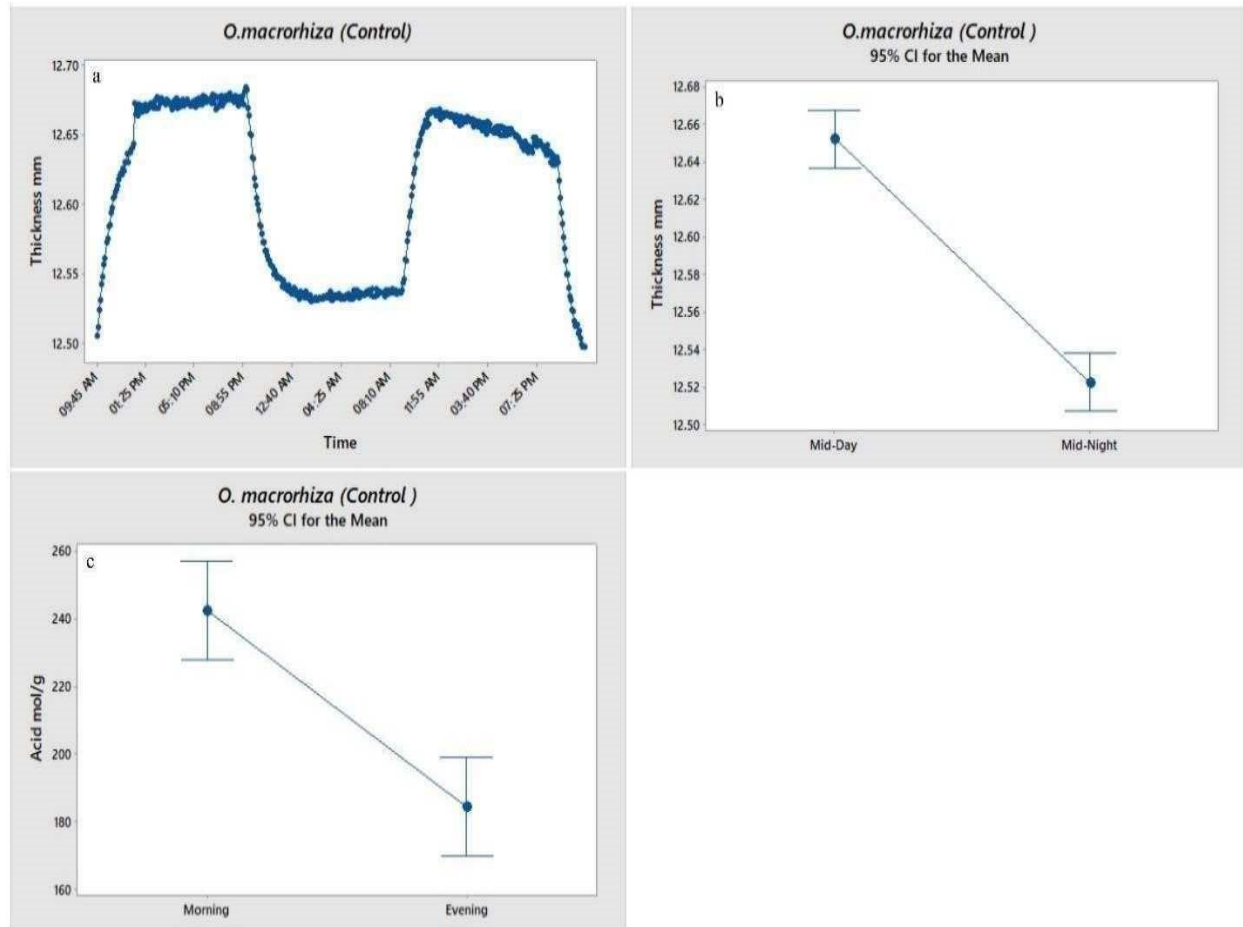 O.macrorhiza (Control)
a
12.70
12.65
12.60
12.55
12.50
Thickness mm
09:45 AM
01:25 PM
05:10 PM
08:55 PM
12:40 AM
04:25 AM
08:10 AM
11:55 AM
03:40 PM
07:25 PM
Time
O.macrorhiza (Control )
95% CI for the Mean
b
12.68
12.66
12.64
12.62
12.60
12.58
12.56
12.54
12.52
12.50
Thickness mm
Mid-Day
Mid-Night
O. macrorhiza (Control )
95% CI for the Mean
c
260
240
220
200
180
160
Acid mol/g
Morning
Evening